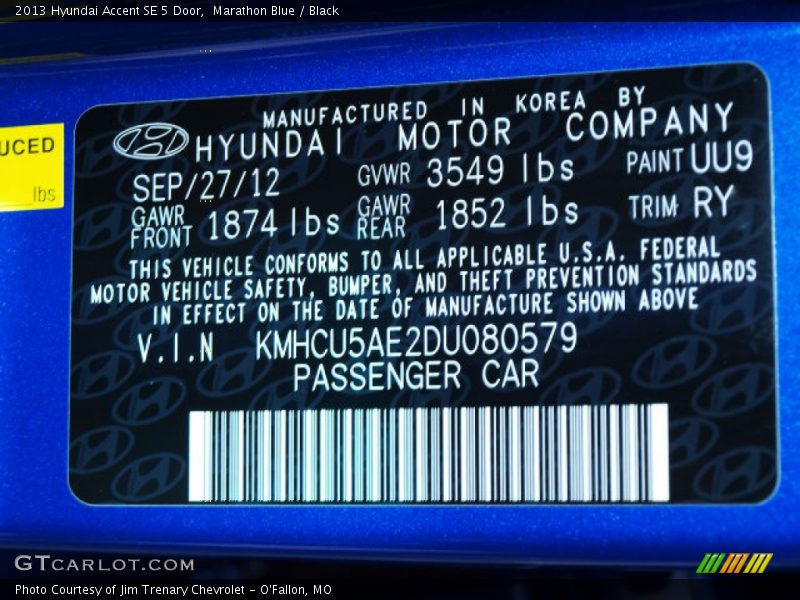 2013 Hyundai Accent SE 5 Door,  Marathon Blue / Black
UCED
lbs
MANUFACTURED IN KOREA BY
HYUNDAI MOTOR COMPANY
SEP/27/12 GVWR 3549 lbs PAINT UU9
GAWR FRONT 1874 lbs GAWR REAR 1852 lbs TRIM RY
THIS VEHICLE CONFORMS TO ALL APPLICABLE U.S.A. FEDERAL
MOTOR VEHICLE SAFETY, BUMPER, AND THEFT PREVENTION STANDARDS
IN EFFECT ON THE DATE OF MANUFACTURE SHOWN ABOVE
V.I.N KMHCU5AE2DU080579
PASSENGER CAR
GTCARLOT.COM
Photo Courtesy of Jim Trenary Chevrolet - O'Fallon, MO